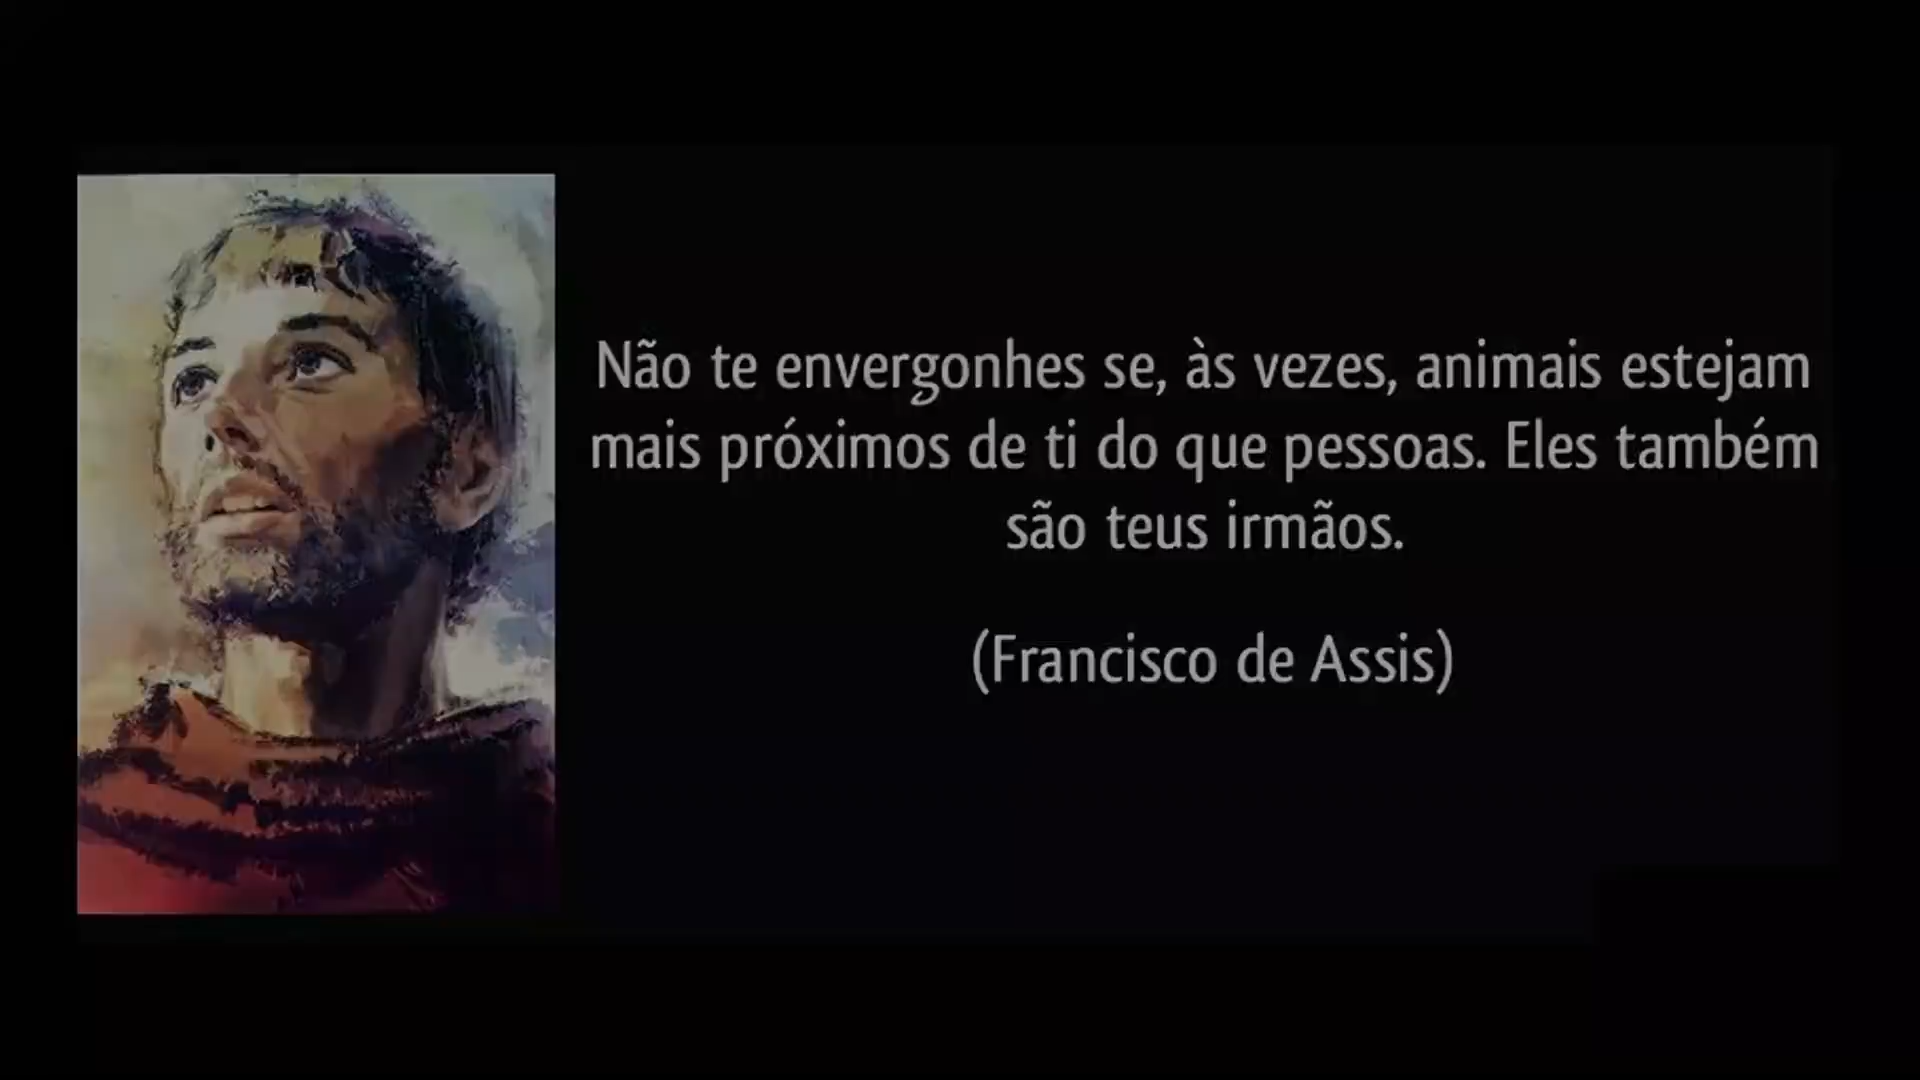 Não te envergonhes se, às vezes, animais estejam
mais próximos de ti do que pessoas. Eles também
são teus irmãos.
(Francisco de Assis)